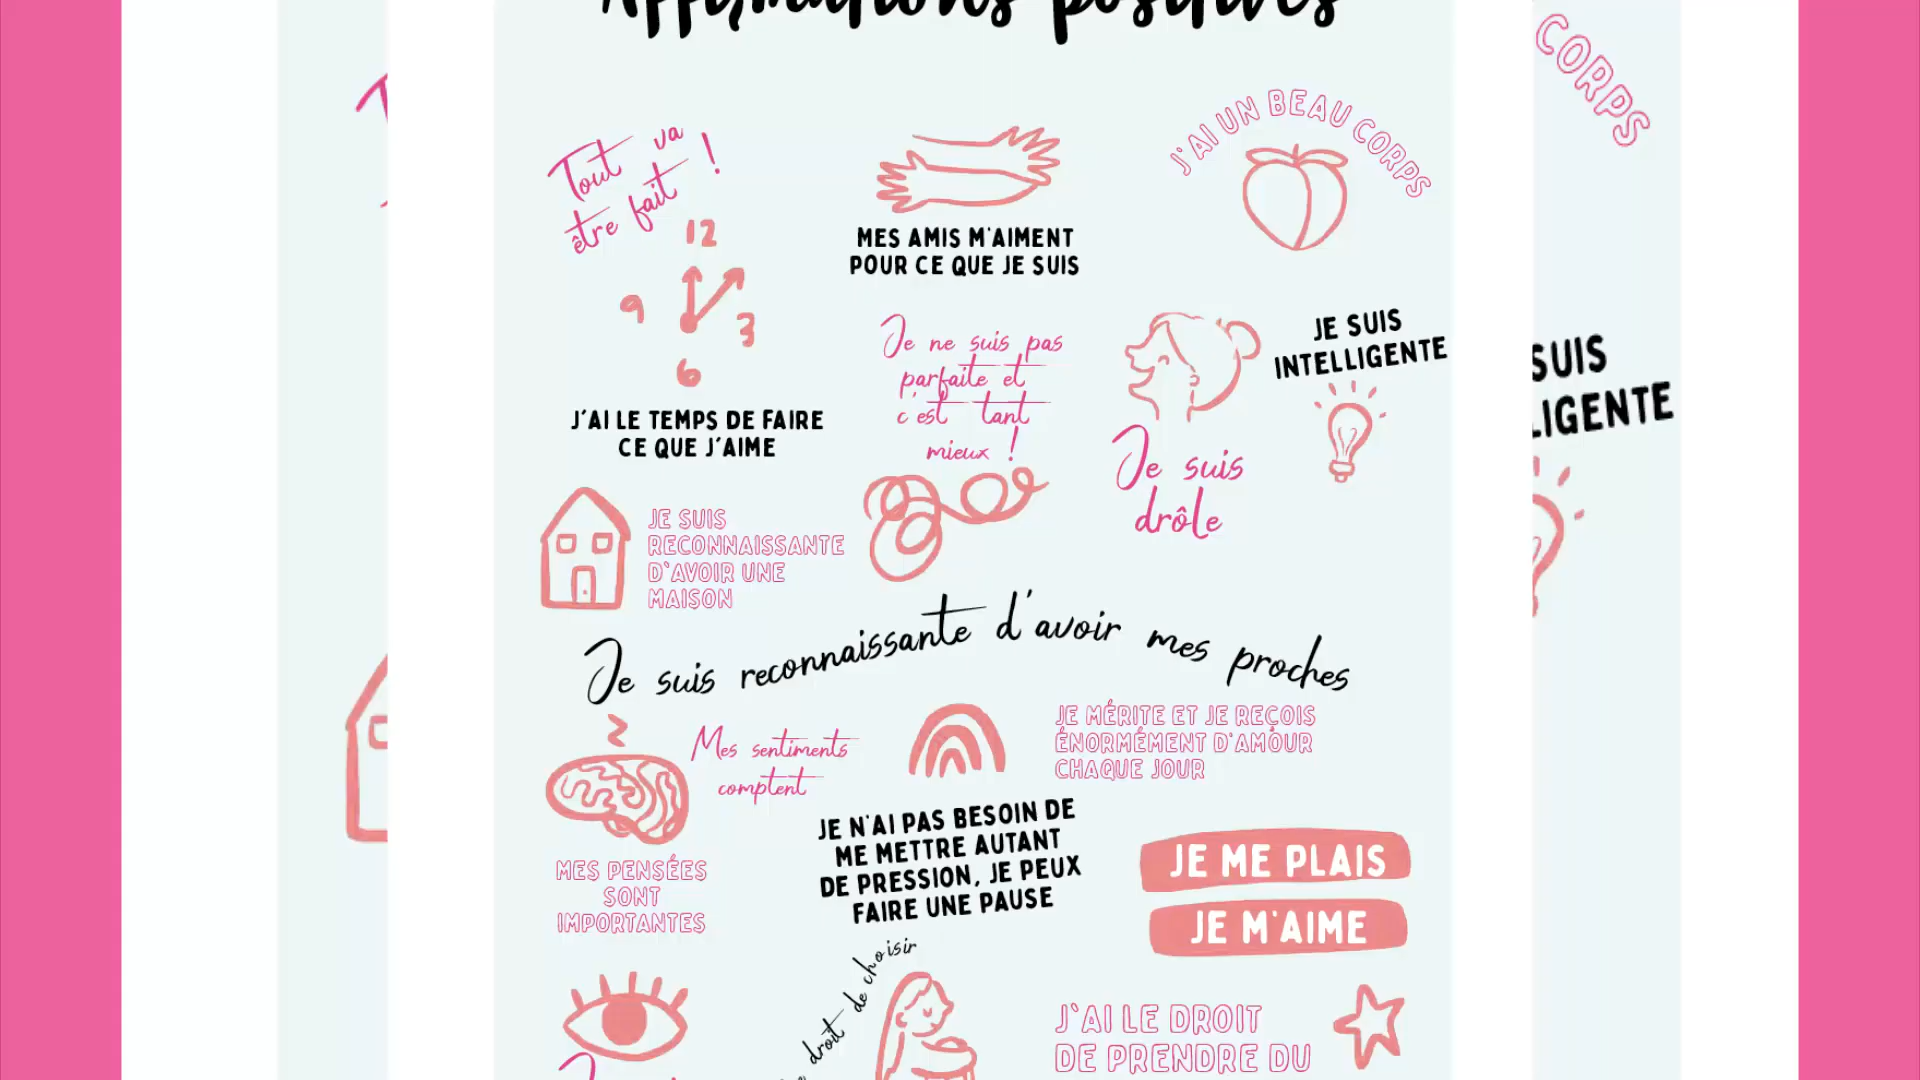 Affirmations positives
Tout va
être fait !
12
9
3
6
J'AI LE TEMPS DE FAIRE
CE QUE J'AIME
MES AMIS M'AIMENT
POUR CE QUE JE SUIS
J'AI UN BEAU CORPS
Je ne suis pas
parfaite et
c'est tant
mieux !
JE SUIS
INTELLIGENTE
Je suis
drôle
JE SUIS
RECONNAISSANTE
D'AVOIR UNE
MAISON
Je suis reconnaissante d'avoir mes proches
Mes sentiments
comptent
JE MÉRITE ET JE REÇOIS
ÉNORMÉMENT D'AMOUR
CHAQUE JOUR
MES PENSÉES
SONT
IMPORTANTES
JE N'AI PAS BESOIN DE
ME METTRE AUTANT
DE PRESSION, JE PEUX
FAIRE UNE PAUSE
JE ME PLAIS
JE M'AIME
droit de choisir
J'AI LE DROIT
DE PRENDRE DU
CORPS
SUIS
LIGENTE